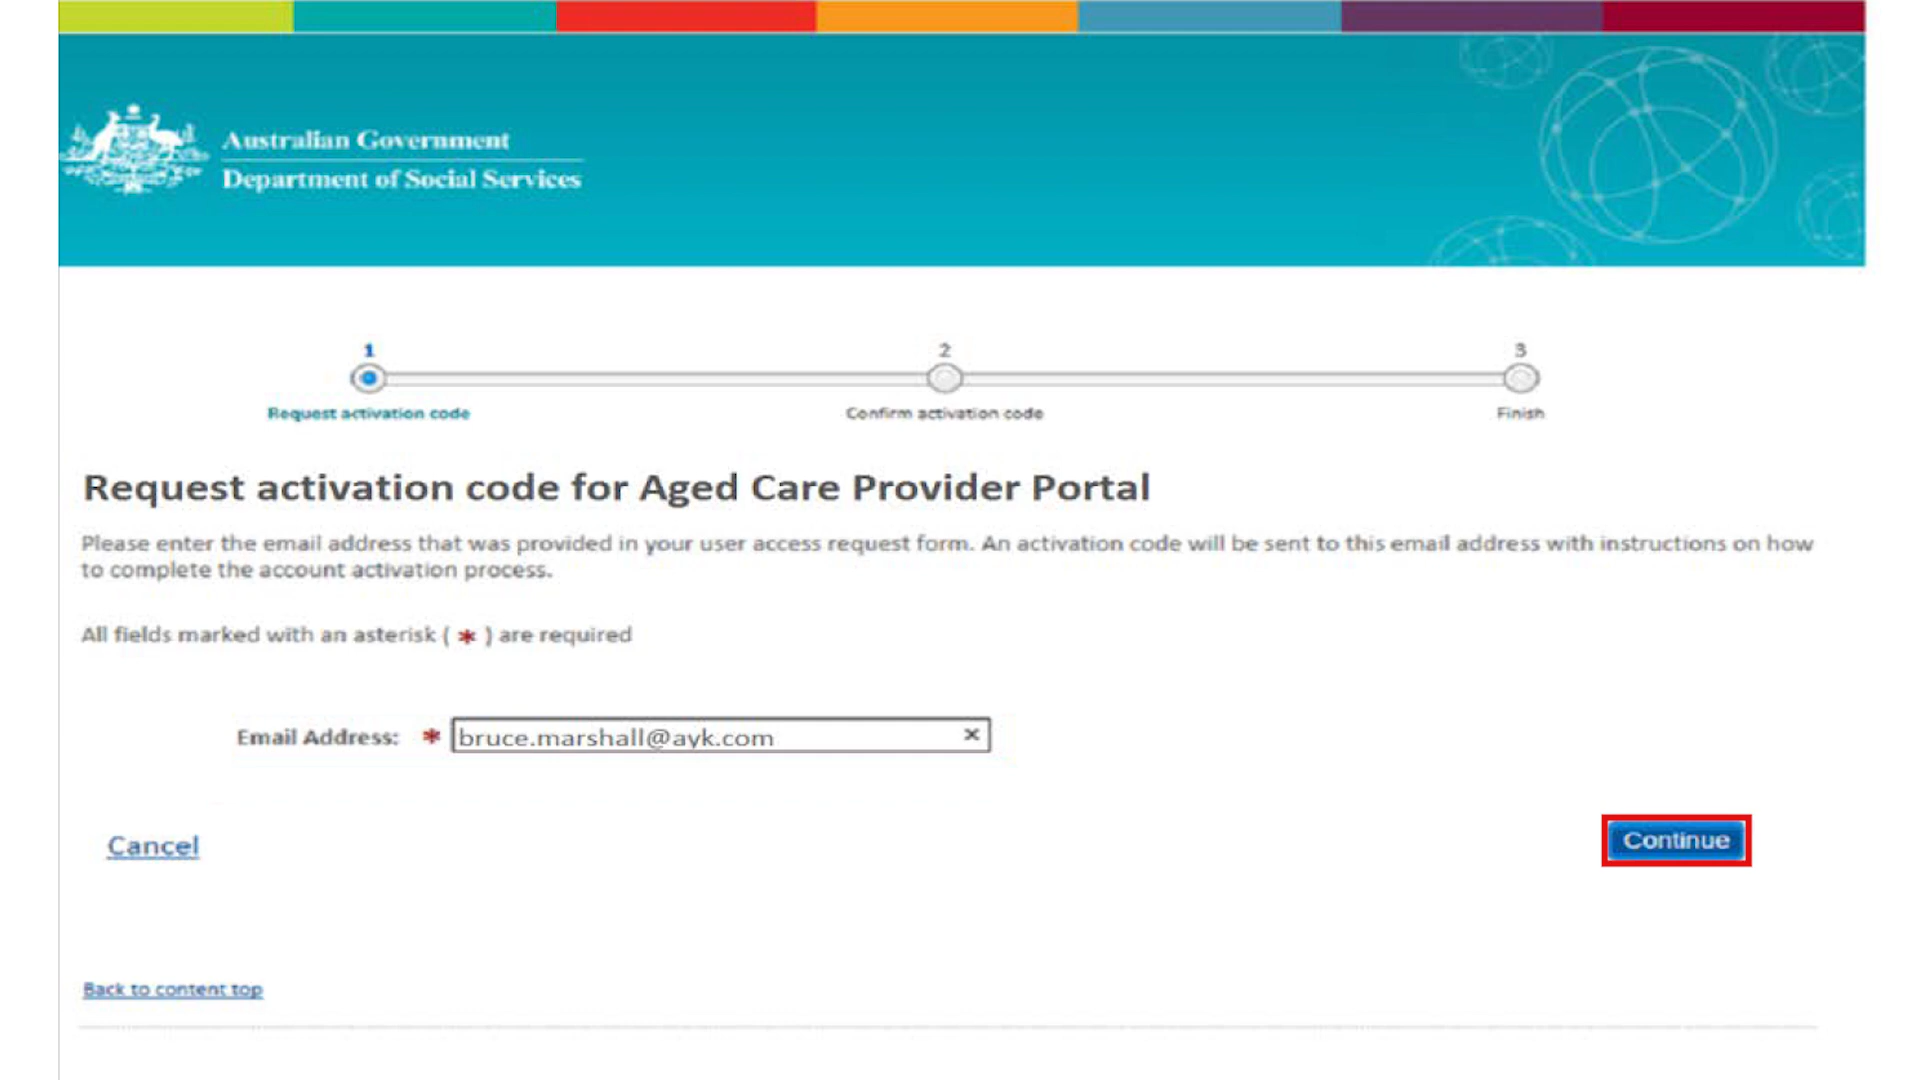 Australian Government
Department of Social Services
1
2
3
Request activation code
Confirm activation code
Finish
Request activation code for Aged Care Provider Portal
Please enter the email address that was provided in your user access request form. An activation code will be sent to this email address with instructions on how
to complete the account activation process.
All fields marked with an asterisk ( * ) are required
Email Address: * bruce.marshall@ayk.com ×
Cancel
Continue
Back to content top